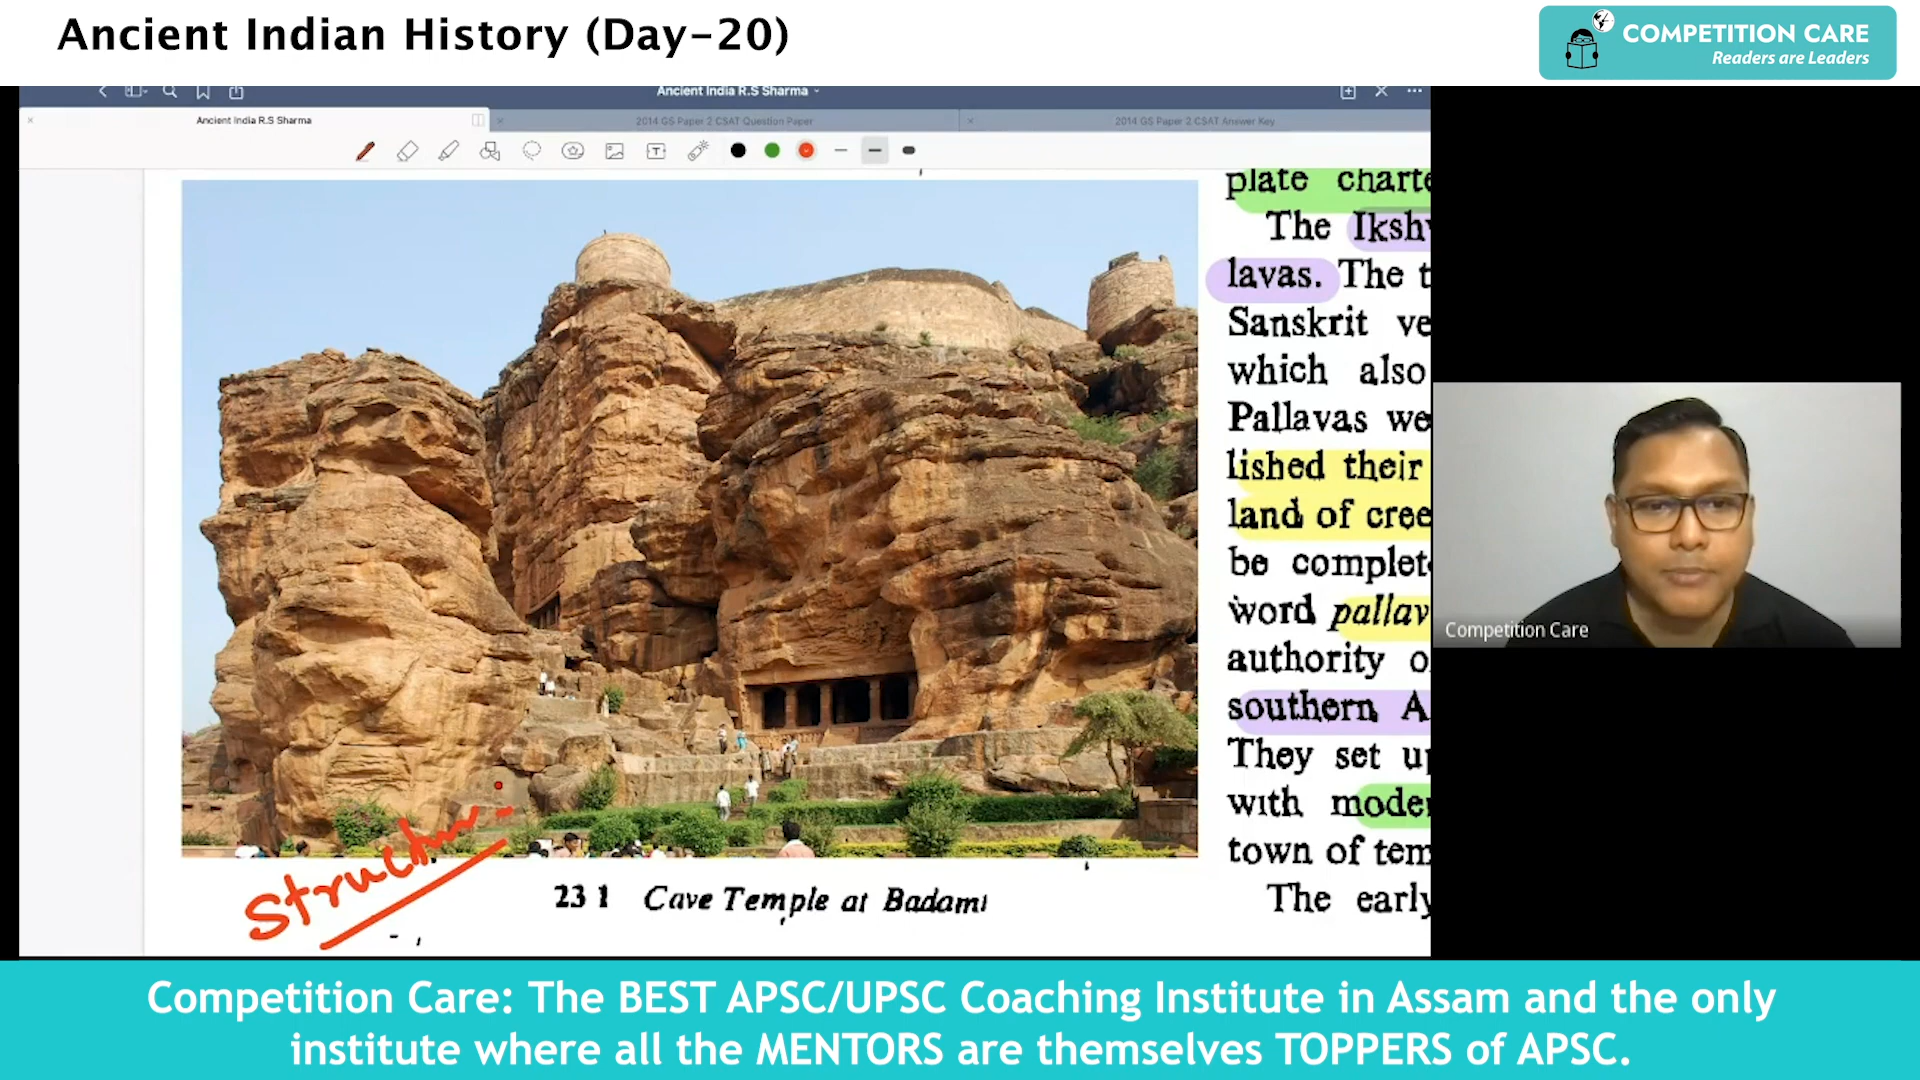 Ancient Indian History (Day-20)
COMPETITION CARE
Readers are Leaders
Ancient India R.S Sharma
Ancient India R.S Sharma
2014 GS Paper 2 CSAT Question Paper
2014 GS Paper 2 CSAT Answer Key
plate charte
The Ikshv
lavas. The t
Sanskrit ve
which also
Pallavas we
lished their
land of cree
be complet
word pallav
authority o
southern A
They set up
with moder
town of tem
The early
23 1 Cave Temple at Badami
Competition Care
Competition Care: The BEST APSC/UPSC Coaching Institute in Assam and the only
institute where all the MENTORS are themselves TOPPERS of APSC.